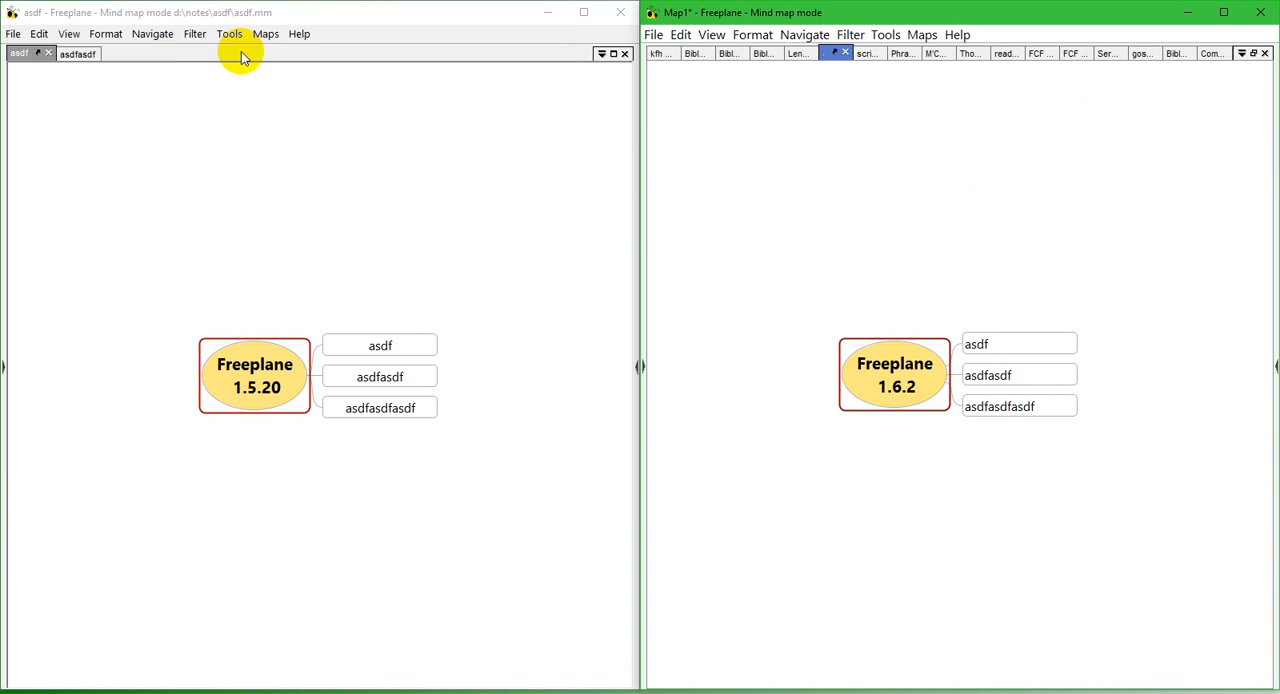 asdf - Freeplane - Mind map mode d:\notes\asdf\asdf.mm
File Edit View Format Navigate Filter Tools Maps Help
asdf asdfasdf
Freeplane
1.5.20
asdf
asdfasdf
asdfasdfasdf
Map1* - Freeplane - Mind map mode
File Edit View Format Navigate Filter Tools Maps Help
kfh ... Bibl... Bibl... Bibl... Len... scri... Phra... M'C... Tho... read... FCF ... FCF ... Ser... gos... Bibl... Com...
Freeplane
1.6.2
asdf
asdfasdf
asdfasdfasdf